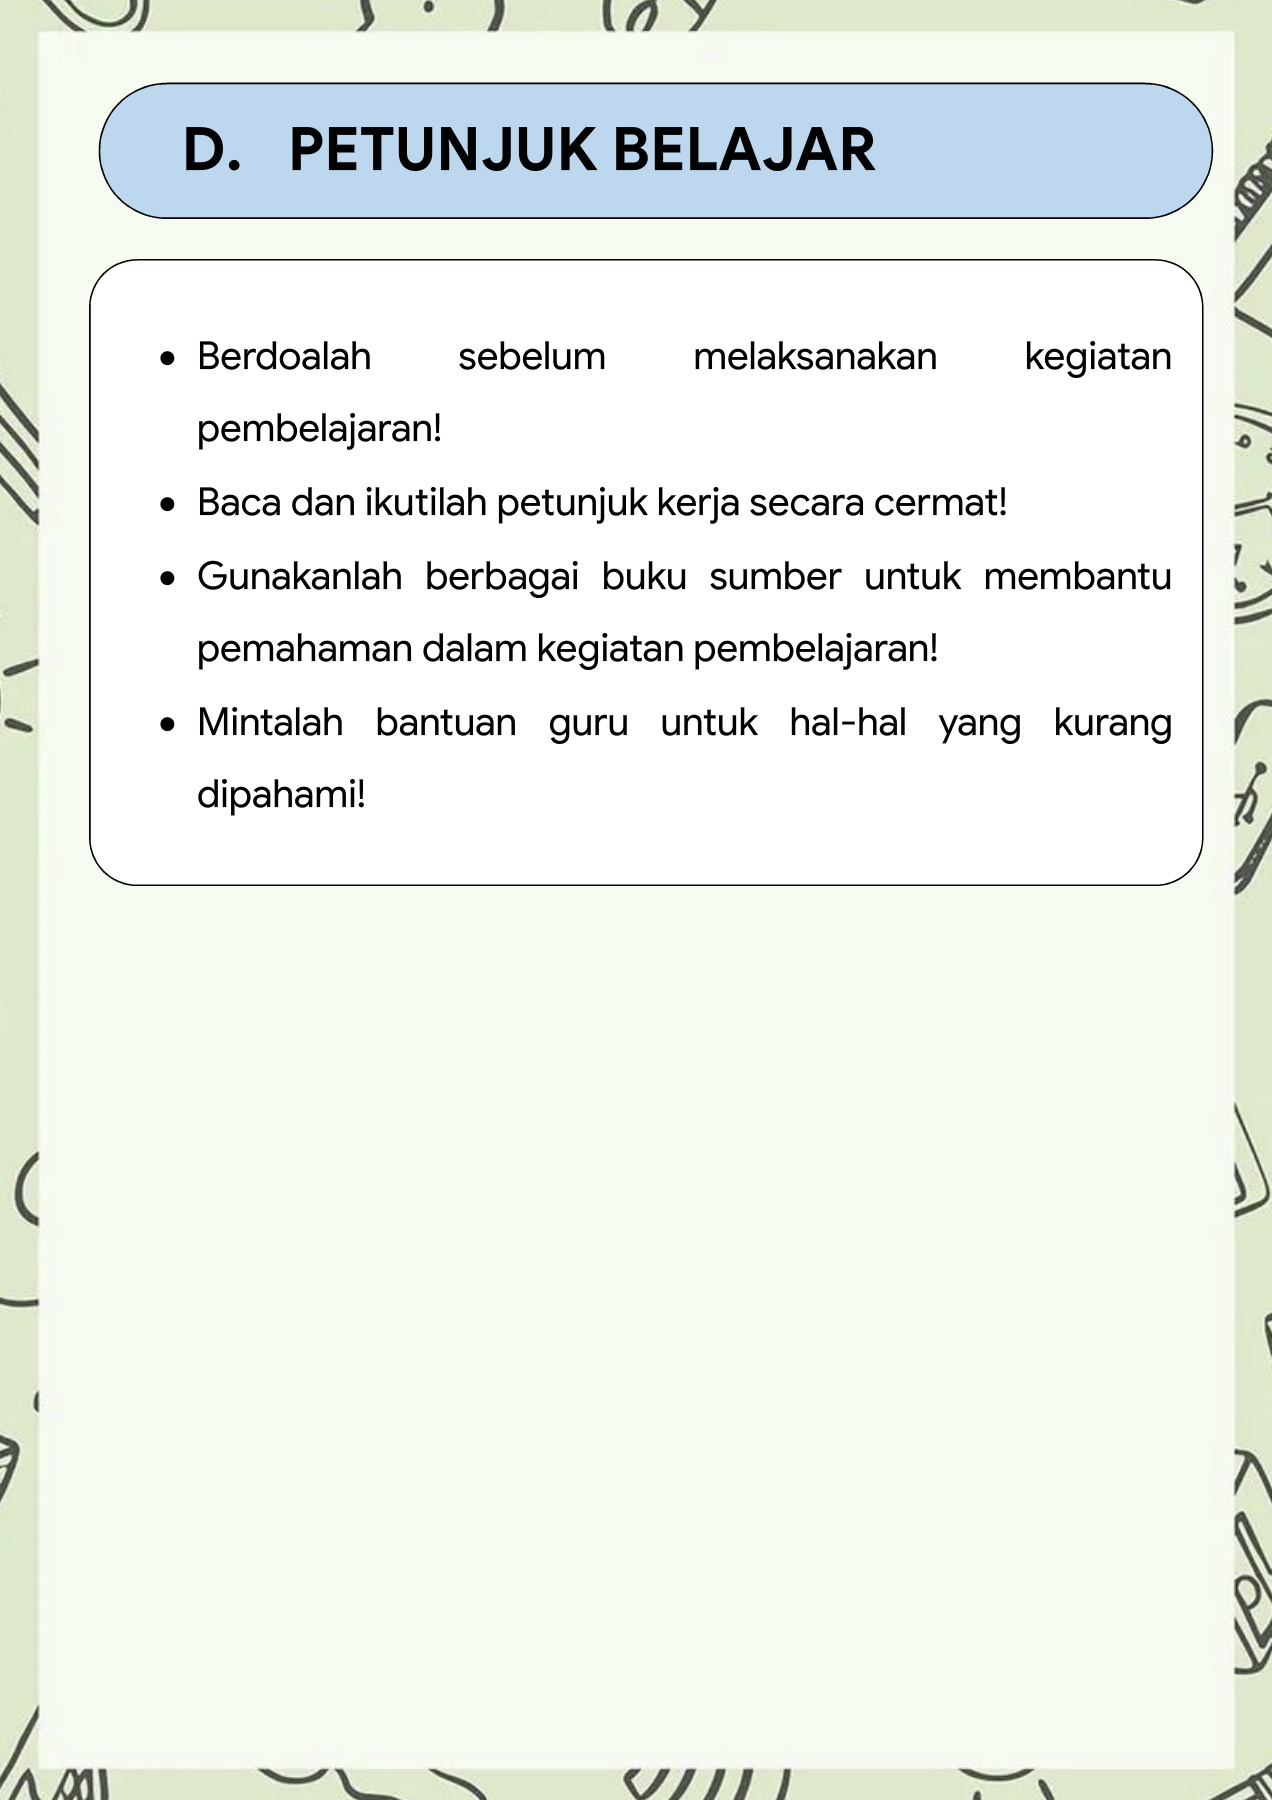 D. PETUNJUK BELAJAR
• Berdoalah sebelum melaksanakan kegiatan
pembelajaran!
• Baca dan ikutilah petunjuk kerja secara cermat!
• Gunakanlah berbagai buku sumber untuk membantu
pemahaman dalam kegiatan pembelajaran!
• Mintalah bantuan guru untuk hal-hal yang kurang
dipahami!